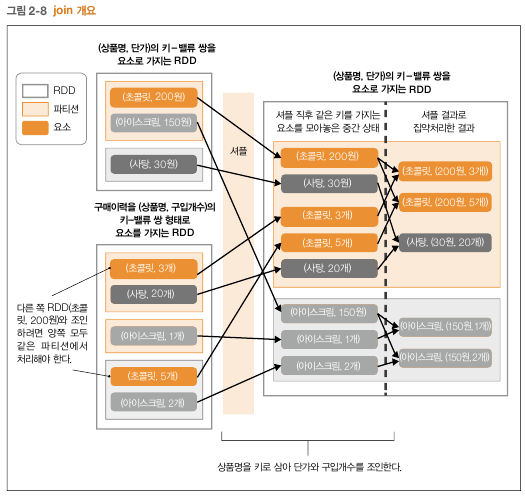 그림 2-8 join 개요
(상품명, 단가)의 키-밸류 쌍을
요소로 가지는 RDD
RDD
파티션
요소
(초콜릿, 200원)
(아이스크림, 150원)
(사탕, 30원)
구매이력을 (상품명, 구입개수)의
키-밸류 쌍 형태로
요소를 가지는 RDD
(초콜릿, 3개)
(사탕, 20개)
(아이스크림, 1개)
(초콜릿, 5개)
(아이스크림, 2개)
다른 쪽 RDD(초콜
릿, 200원)와 조인
하려면 양쪽 모두
같은 파티션에서
처리해야 한다.
셔플
(상품명, 단가)의 키-밸류 쌍을
요소로 가지는 RDD
셔플 직후 같은 키를 가지는
요소를 모아놓은 중간 상태
(초콜릿, 200원)
(사탕, 30원)
(초콜릿, 3개)
(초콜릿, 5개)
(사탕, 20개)
(아이스크림, 150원)
(아이스크림, 1개)
(아이스크림, 2개)
셔플 결과로
집약처리한 결과
(초콜릿, (200원, 3개)
(초콜릿, (200원, 5개)
(사탕, (30원, 20개))
(아이스크림, (150원, 1개))
(아이스크림, (150원, 2개))
상품명을 키로 삼아 단가와 구입개수를 조인한다.